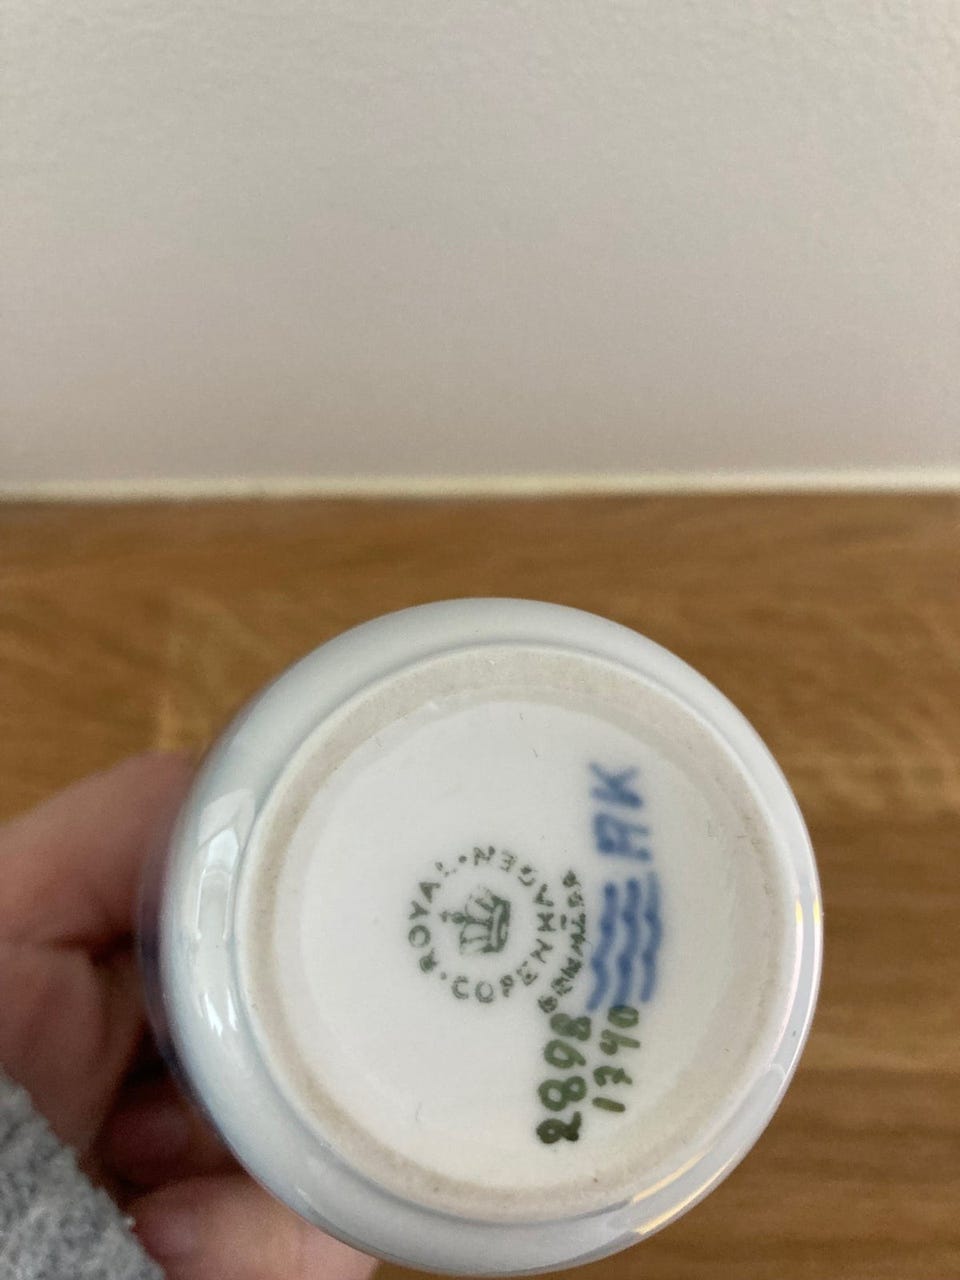 ROYAL COPENHAGEN
DENMARK
AK
2898
1740